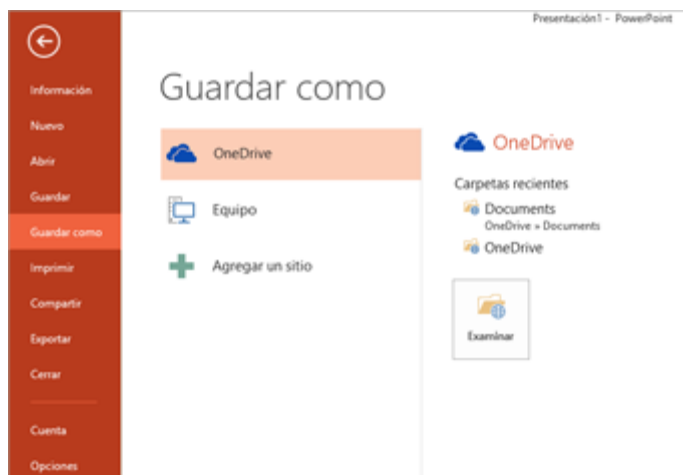 Presentación1 - PowerPoint
Información
Nuevo
Abrir
Guardar
Guardar como
Imprimir
Compartir
Exportar
Cerrar
Cuenta
Opciones
Guardar como
OneDrive
Equipo
Agregar un sitio
OneDrive
Carpetas recientes
Documents
OneDrive » Documents
OneDrive
Examinar